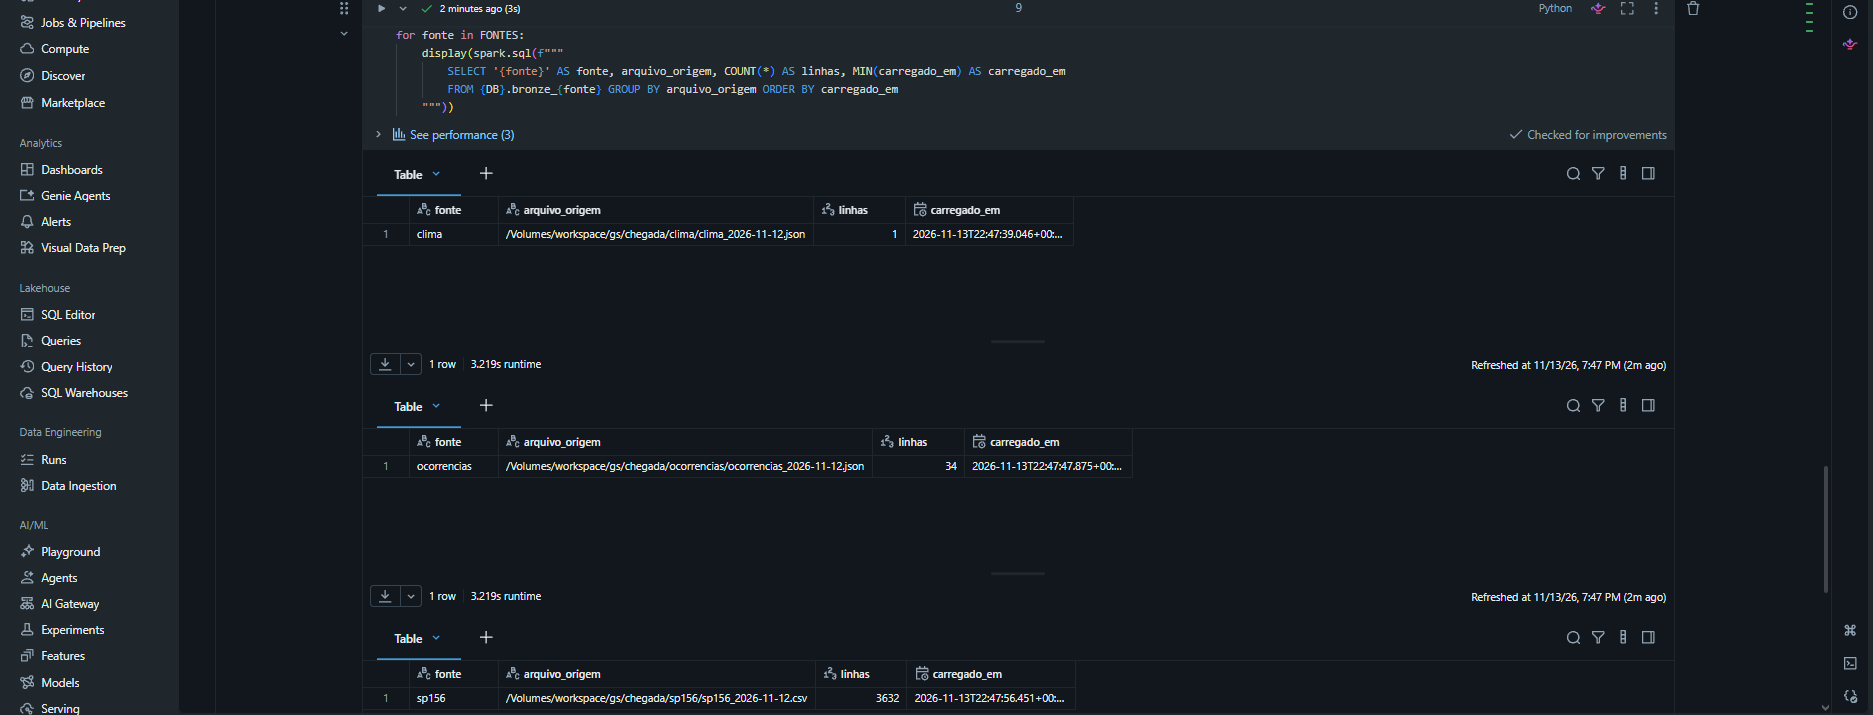 Jobs & Pipelines
Compute
Discover
Marketplace
Analytics
Dashboards
Genie Agents
Alerts
Visual Data Prep
Lakehouse
SQL Editor
Queries
Query History
SQL Warehouses
Data Engineering
Runs
Data Ingestion
AI/ML
Playground
Agents
AI Gateway
Experiments
Features
Models
Serving
2 minutes ago (3s)
9
Python
for fonte in FONTES:
display(spark.sql(f"""
SELECT '{fonte}' AS fonte, arquivo_origem, COUNT(*) AS linhas, MIN(carregado_em) AS carregado_em
FROM {DB}.bronze_{fonte} GROUP BY arquivo_origem ORDER BY carregado_em
"""))
See performance (3)
Checked for improvements
Table
fonte arquivo_origem linhas carregado_em
1 clima /Volumes/workspace/gs/chegada/clima/clima_2026-11-12.json 1 2026-11-13T22:47:39.046+00:...
1 row 3.219s runtime
Refreshed at 11/13/26, 7:47 PM (2m ago)
Table
fonte arquivo_origem linhas carregado_em
1 ocorrencias /Volumes/workspace/gs/chegada/ocorrencias/ocorrencias_2026-11-12.json 34 2026-11-13T22:47:47.875+00:...
1 row 3.219s runtime
Refreshed at 11/13/26, 7:47 PM (2m ago)
Table
fonte arquivo_origem linhas carregado_em
1 sp156 /Volumes/workspace/gs/chegada/sp156/sp156_2026-11-12.csv 3632 2026-11-13T22:47:56.451+00:...